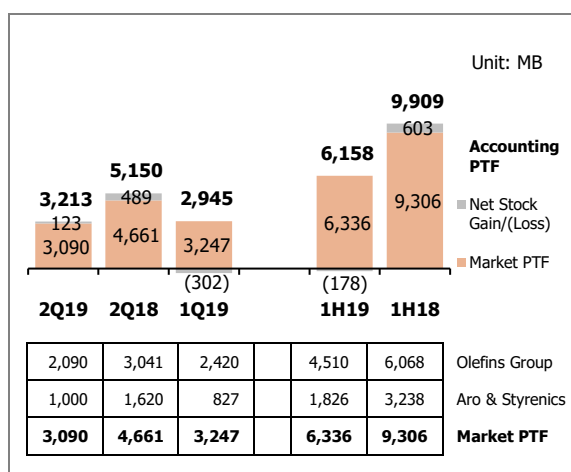 Unit: MB
9,909
603
9,306
6,158
6,336
(178)
5,150
489
4,661
3,213
123
3,090
2,945
3,247
(302)
Accounting
PTF
Net Stock
Gain/(Loss)
Market PTF
2Q19 2Q18 1Q19 1H19 1H18
2,090 3,041 2,420 4,510 6,068 Olefins Group
1,000 1,620 827 1,826 3,238 Aro & Styrenics
3,090 4,661 3,247 6,336 9,306 Market PTF